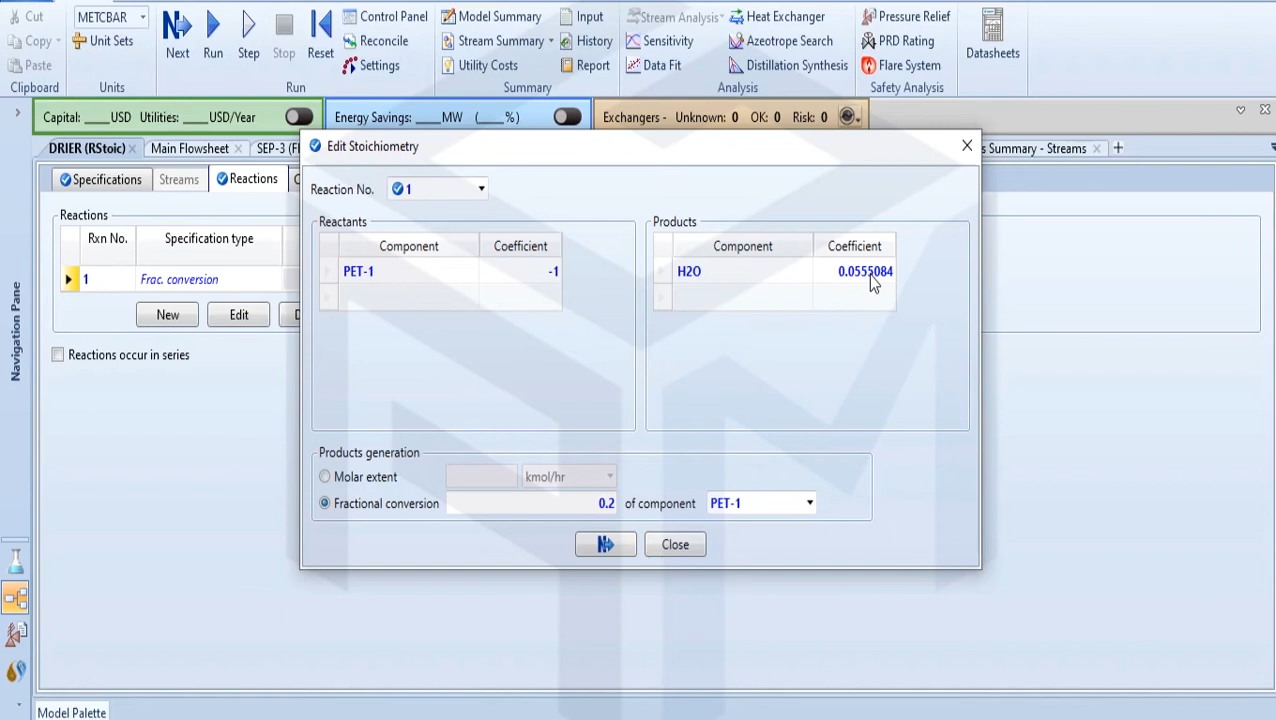 Cut
METCBAR
Control Panel
Model Summary
Input
Stream Analysis
Heat Exchanger
Pressure Relief
Copy
Unit Sets
Next
Run
Step
Stop
Reset
Reconcile
Stream Summary
History
Sensitivity
Azeotrope Search
PRD Rating
Datasheets
Paste
Settings
Utility Costs
Report
Data Fit
Distillation Synthesis
Flare System
Clipboard
Units
Run
Summary
Analysis
Safety Analysis
Capital: ____USD Utilities: ____USD/Year
Energy Savings: ____MW (____%)
Exchangers - Unknown: 0 OK: 0 Risk: 0
DRIER (RStoic)
Main Flowsheet
SEP-3 (F
s Summary - Streams
Edit Stoichiometry
Specifications
Streams
Reactions
Reaction No.
1
Reactions
Rxn No.
Specification type
1
Frac. conversion
New
Edit
Reactions occur in series
Reactants
Component
Coefficient
PET-1
-1
Products
Component
Coefficient
H2O
0.0555084
Products generation
Molar extent
kmol/hr
Fractional conversion
0.2
of component
PET-1
N
Close
Navigation Pane
Model Palette